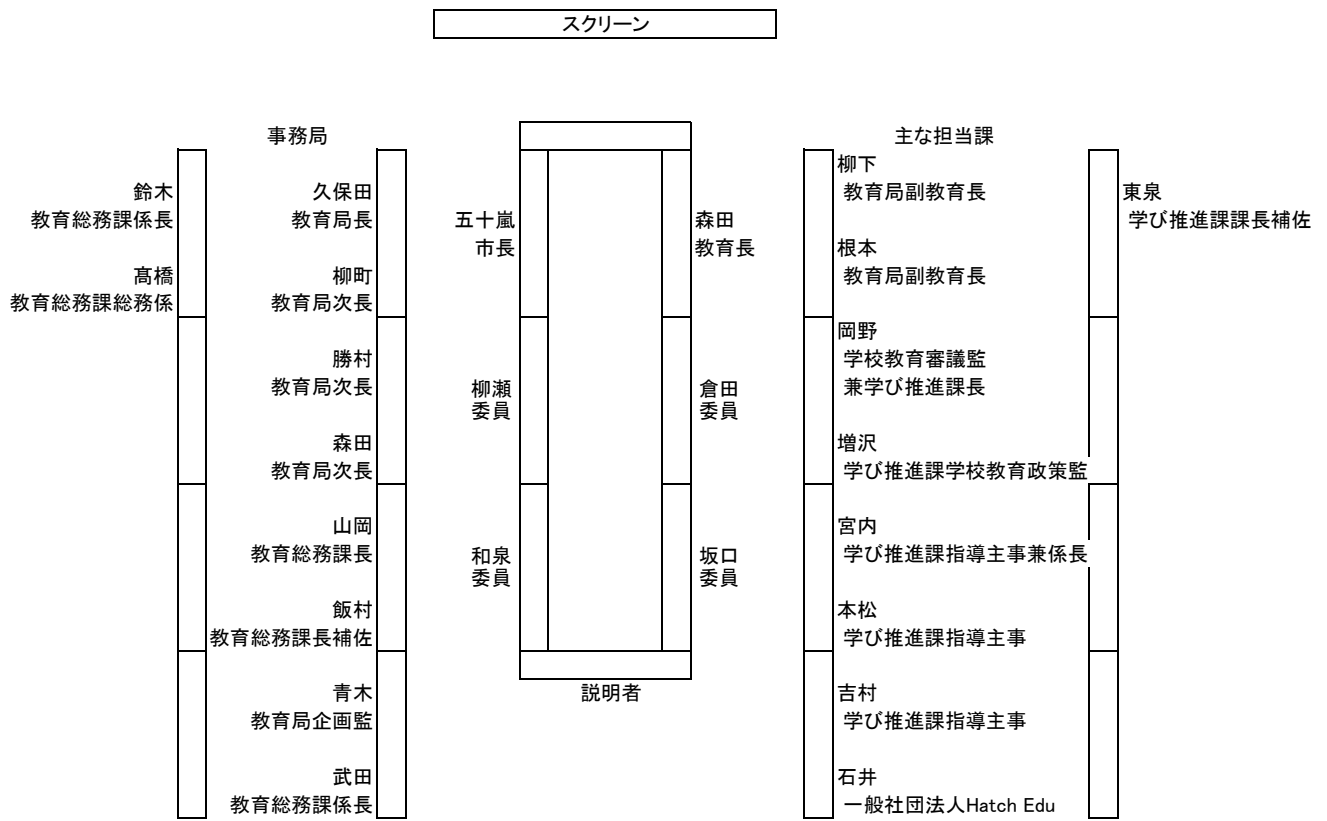 スクリーン
事務局
鈴木
教育総務課係長
髙橋
教育総務課総務係
久保田
教育局長
柳町
教育局次長
勝村
教育局次長
森田
教育局次長
山岡
教育総務課長
飯村
教育総務課長補佐
青木
教育局企画監
武田
教育総務課係長
五十嵐
市長
柳瀬
委員
和泉
委員
森田
教育長
倉田
委員
坂口
委員
説明者
主な担当課
柳下
教育局副教育長
根本
教育局副教育長
岡野
学校教育審議監
兼学び推進課長
増沢
学び推進課学校教育政策監
宮内
学び推進課指導主事兼係長
本松
学び推進課指導主事
吉村
学び推進課指導主事
石井
一般社団法人Hatch Edu
東泉
学び推進課課長補佐